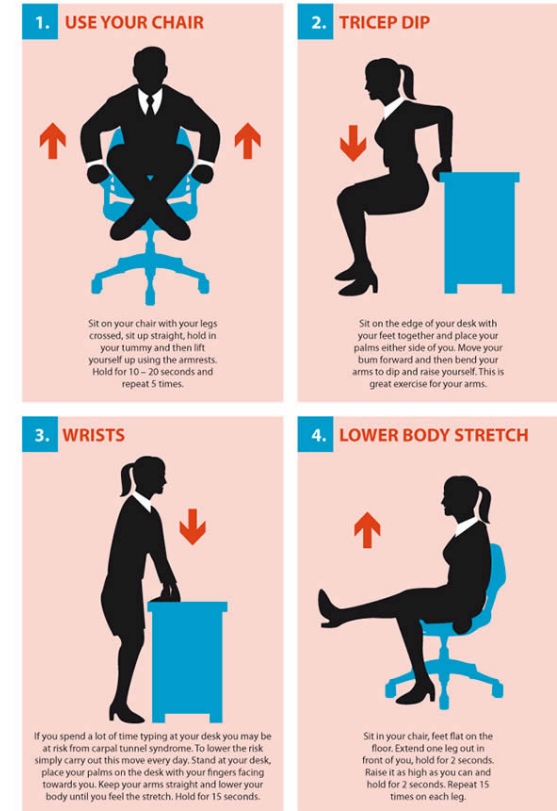 1. USE YOUR CHAIR
Sit on your chair with your legs
crossed, sit up straight, hold in
your tummy and then lift
yourself up using the armrests.
Hold for 10 – 20 seconds and
repeat 5 times.
2. TRICEP DIP
Sit on the edge of your desk with
your feet together and place your
palms either side of you. Move your
bum forward and then bend your
arms to dip and raise yourself. This is
great exercise for your arms.
3. WRISTS
If you spend a lot of time typing at your desk you may be
at risk from carpal tunnel syndrome. To lower the risk
simply carry out this move every day. Stand at your desk,
place your palms on the desk with your fingers facing
towards you. Keep your arms straight and lower your
body until you feel the stretch. Hold for 15 seconds.
4. LOWER BODY STRETCH
Sit in your chair, feet flat on the
floor. Extend one leg out in
front of you, hold for 2 seconds.
Raise it as high as you can and
hold for 2 seconds. Repeat 15
times on each leg.